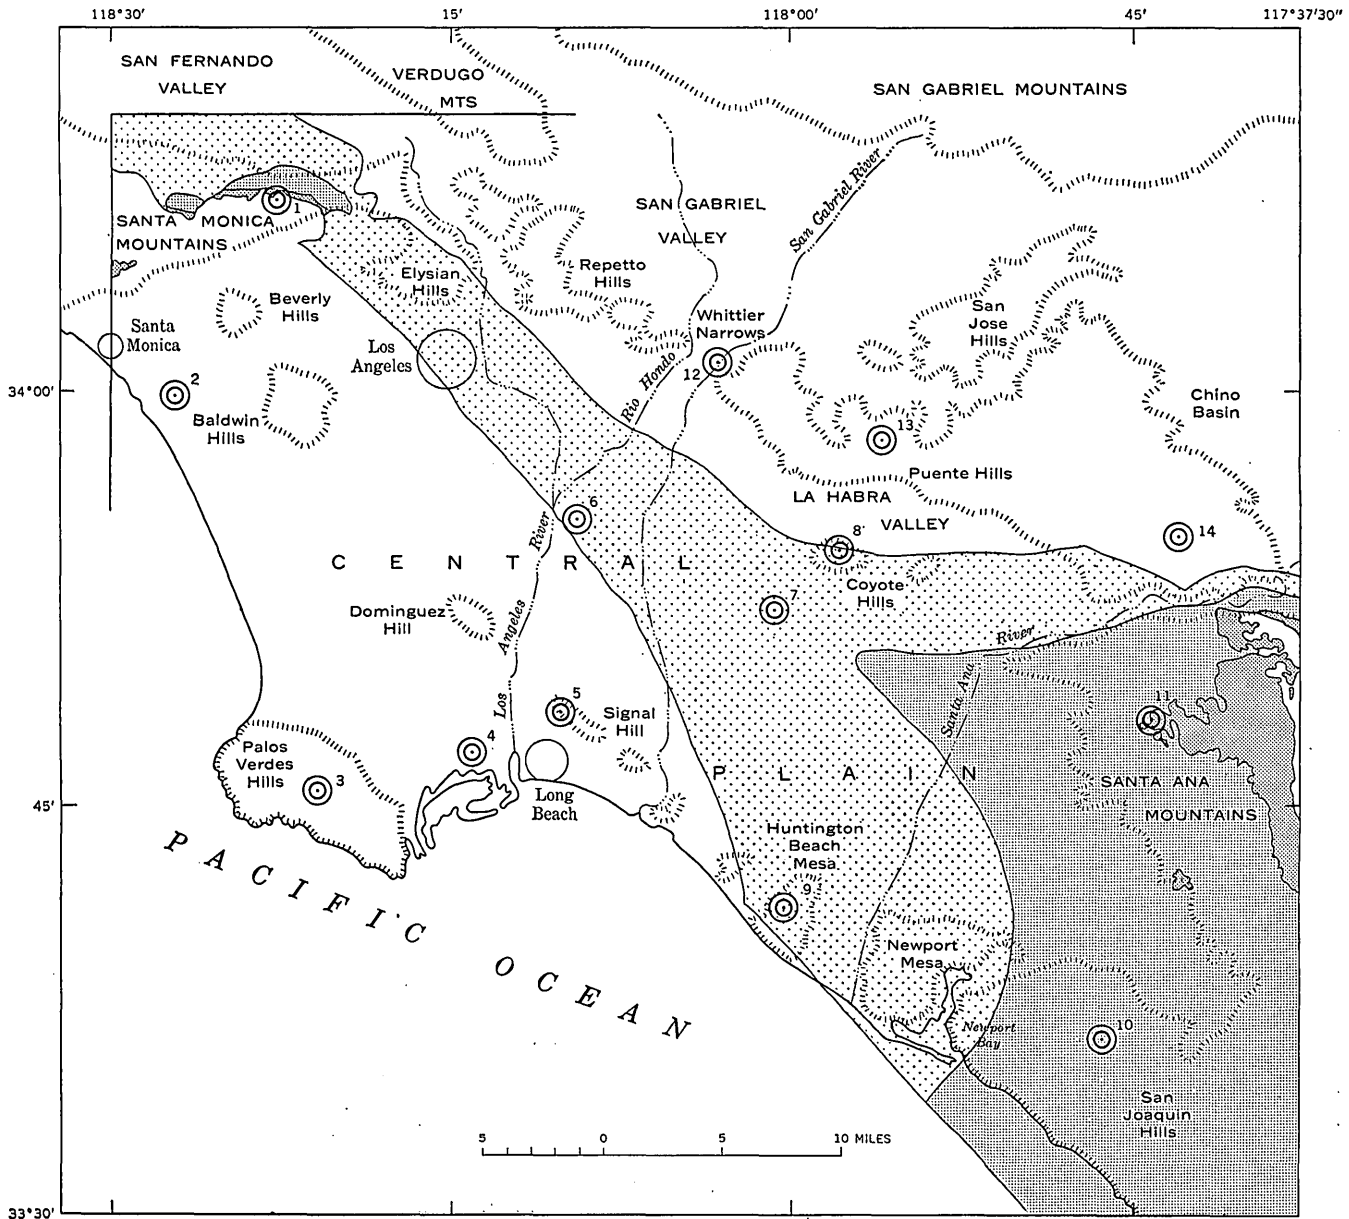 118°30′ 15′ 118°00′ 45′ 117°37′30″
SAN FERNANDO
VALLEY
VERDUGO
MTS
SAN GABRIEL MOUNTAINS
San Gabriel River
SAN GABRIEL
VALLEY
1
SANTA MONICA
MOUNTAINS
Elysian
Hills
Repetto
Hills
Beverly
Hills
San
Jose
Hills
Whittier
Narrows
Santa
Monica
Los
Angeles
Rio Hondo
12
34°00′
2
Baldwin
Hills
Chino
Basin
13
Puente Hills
LA HABRA
VALLEY
6
8
14
CENTRAL
Coyote
Hills
7
Dominguez
Hill
Los Angeles River
Santa Ana River
5
Signal
Hill
11
4
Palos
Verdes
Hills
3
PLAIN
SANTA ANA
MOUNTAINS
Long
Beach
45′
Huntington
Beach
Mesa
9
PACIFIC OCEAN
Newport
Mesa
Newport
Bay
10
San
Joaquin
Hills
5 0 5 10 MILES
33°30′